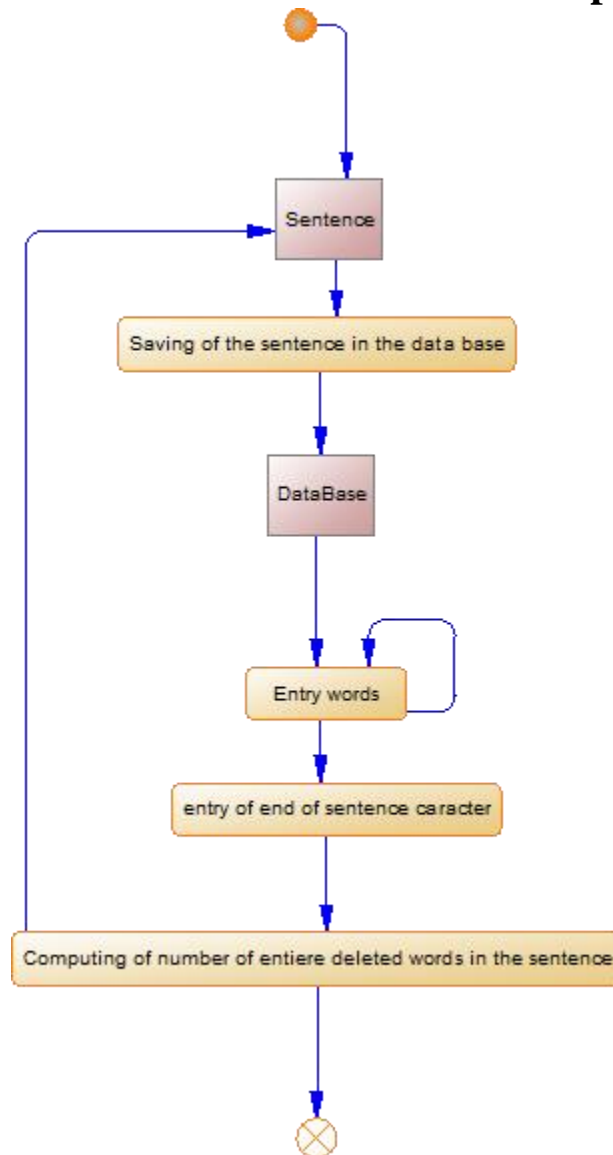 p
Sentence
Saving of the sentence in the data base
DataBase
Entry words
entry of end of sentence caracter
Computing of number of entiere deleted words in the sentence